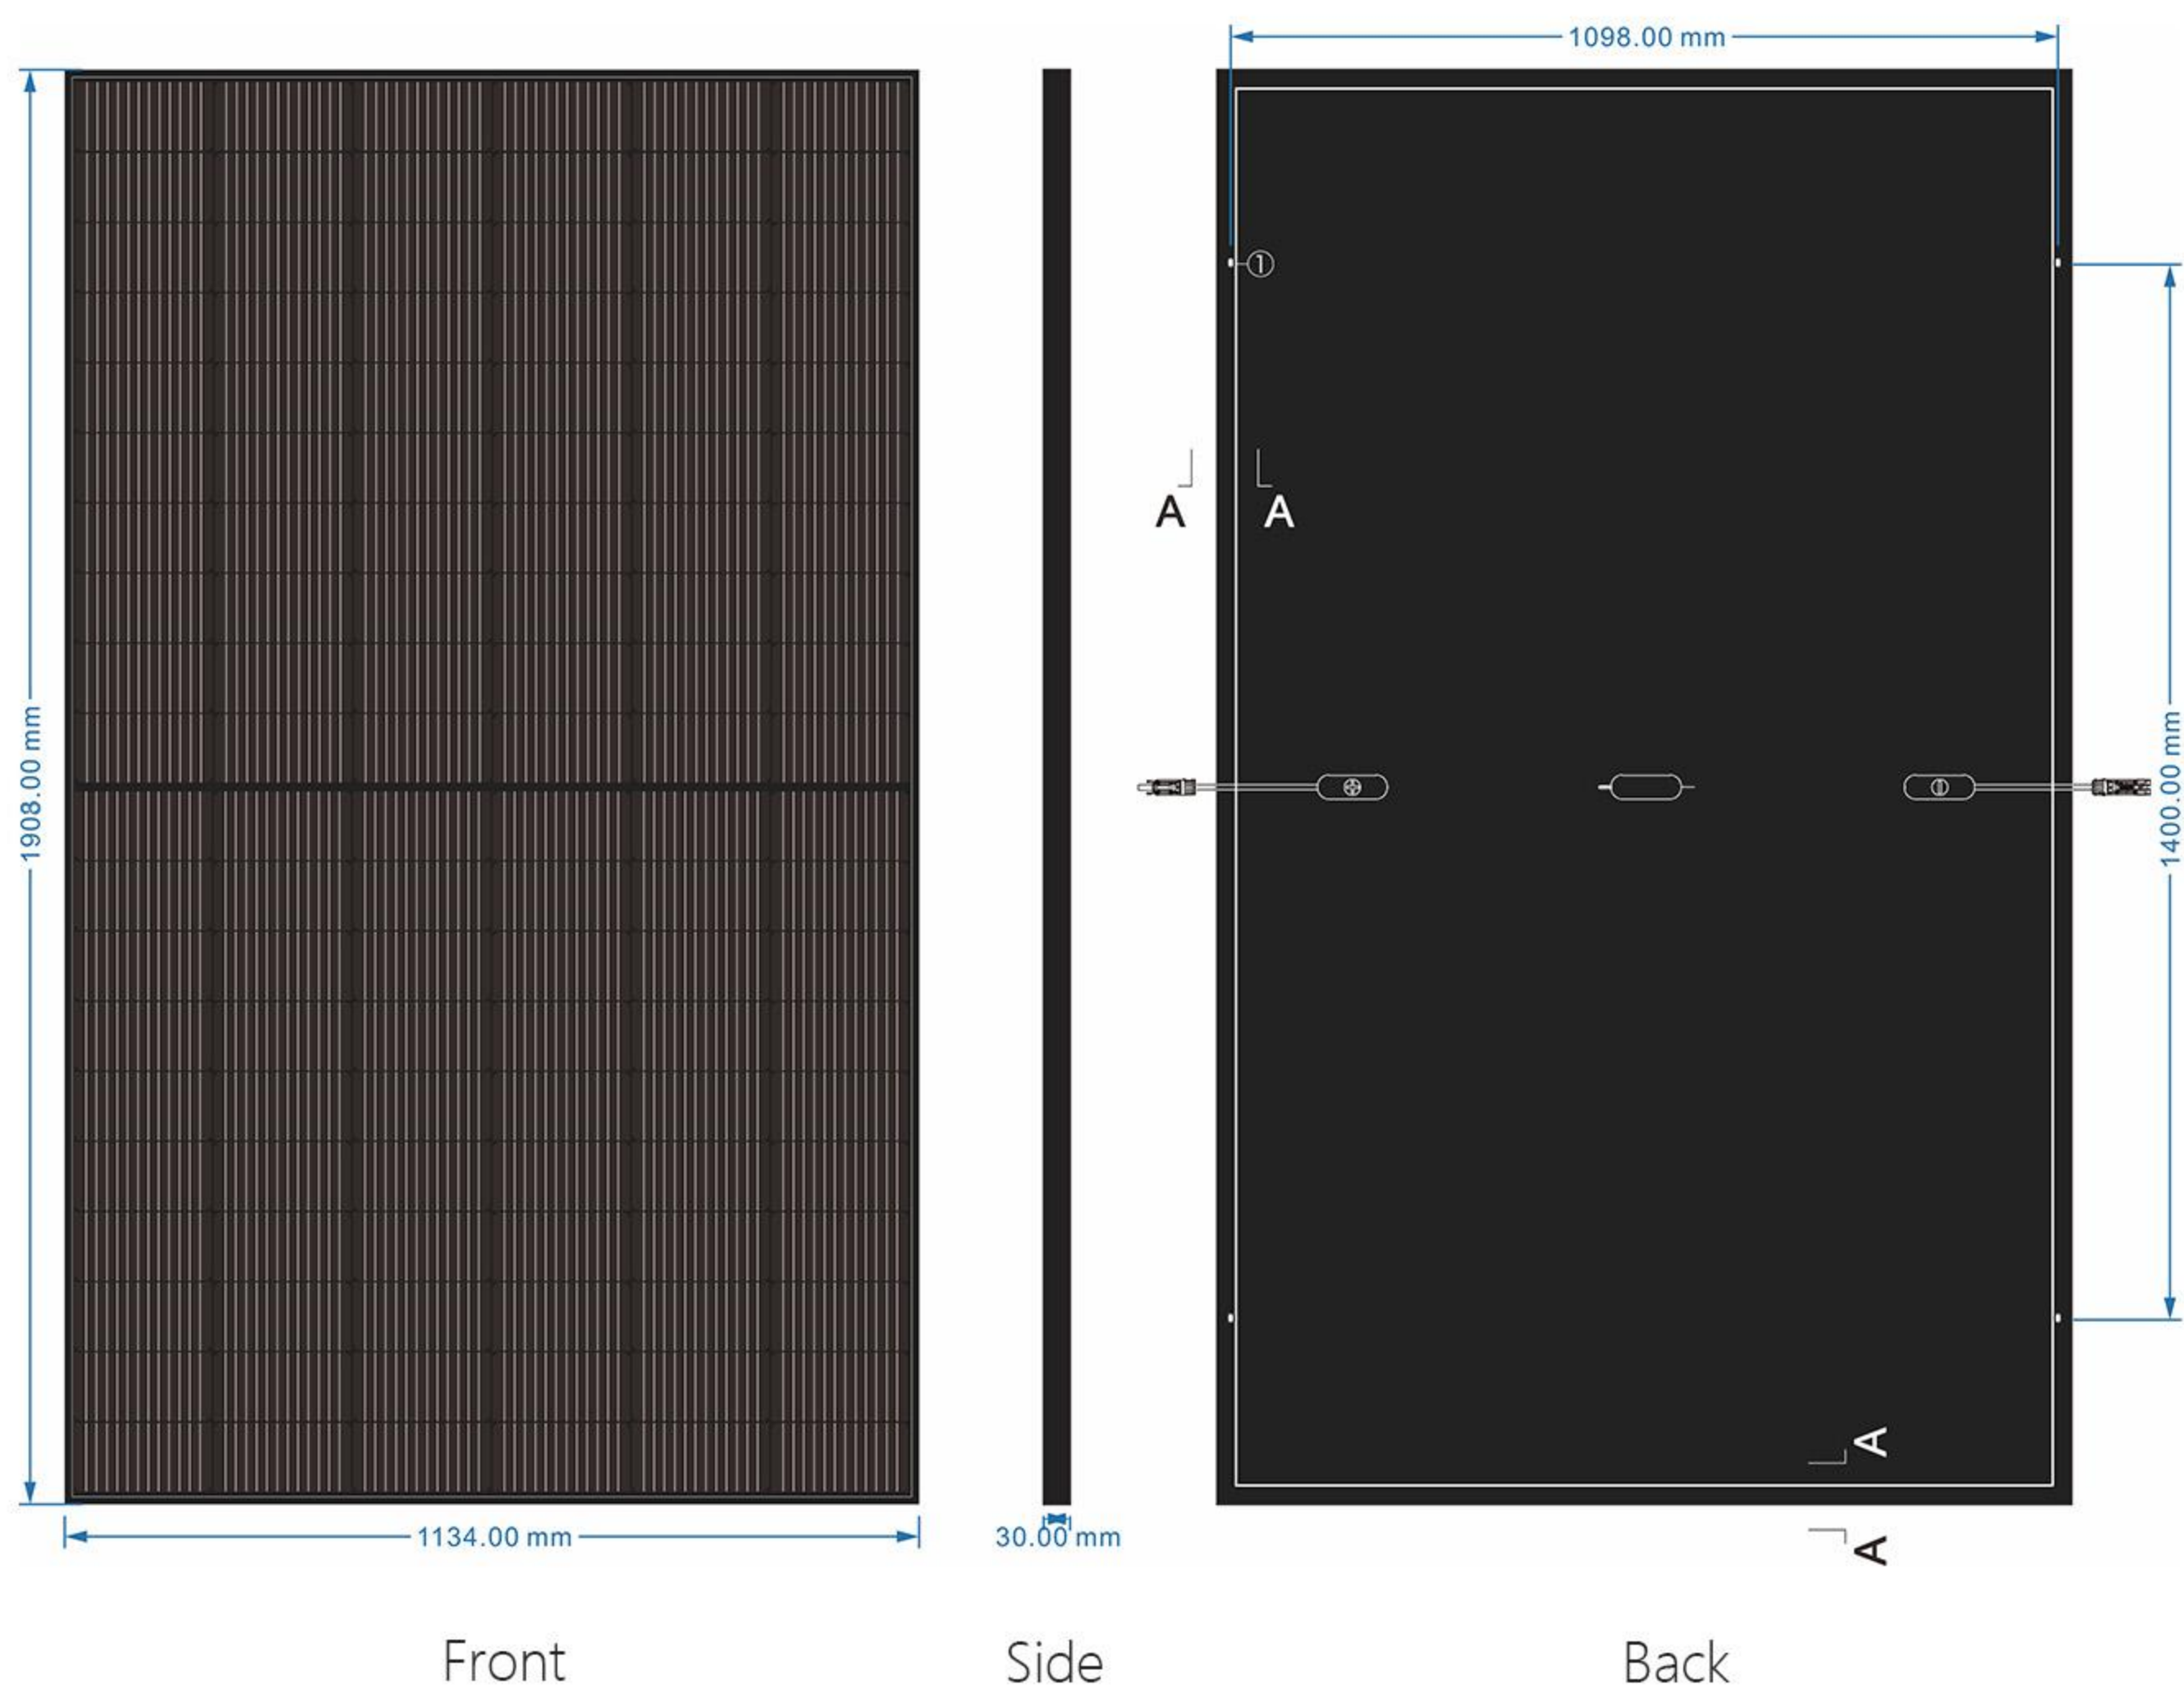 1098.00 mm
①
A
A
1908.00 mm
1400.00 mm
A
1134.00 mm
30.00 mm
A
Front
Side
Back